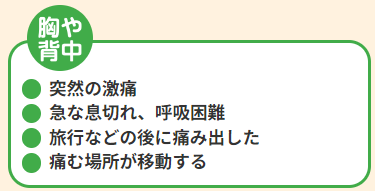 胸や
背中
突然の激痛
急な息切れ、呼吸困難
旅行などの後に痛み出した
痛む場所が移動する